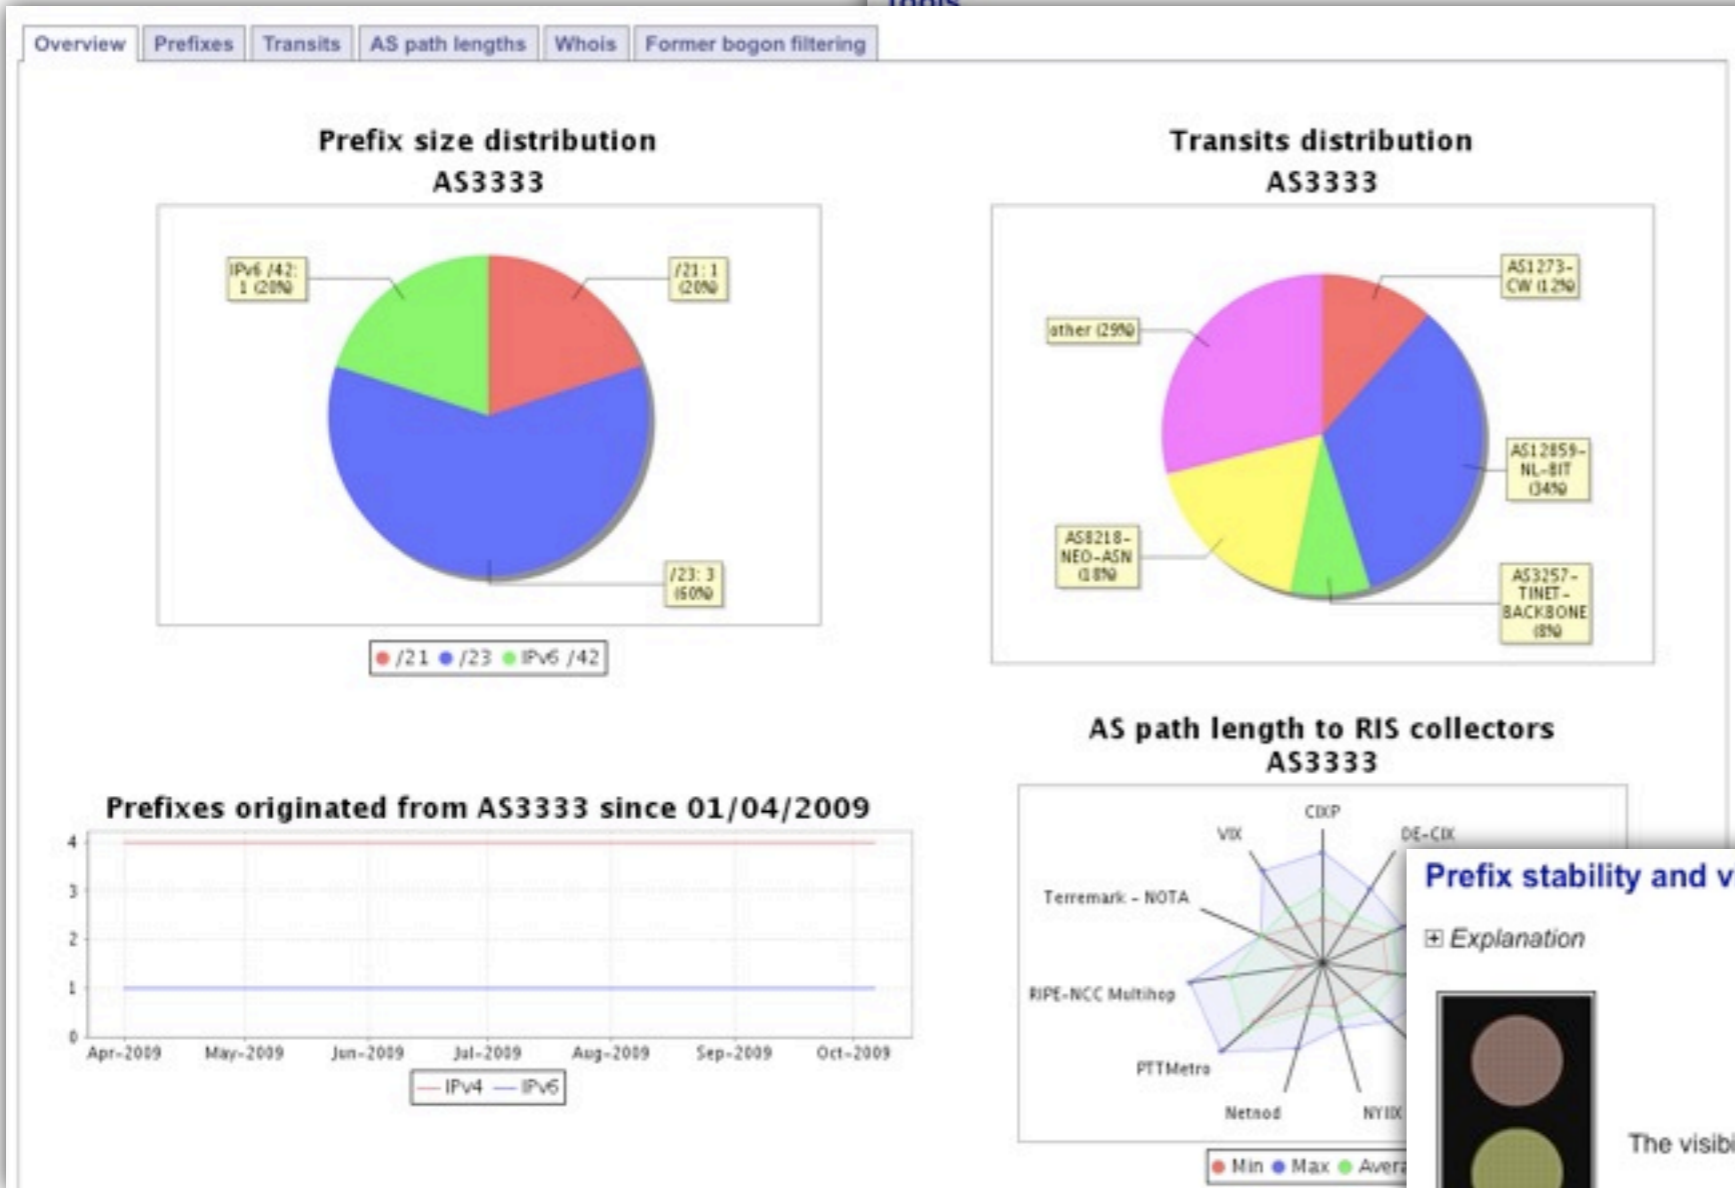 Tools
Overview
Prefixes
Transits
AS path lengths
Whois
Former bogon filtering
Prefix size distribution
AS3333
IPv6 /42:
1 (20%)
/21: 1
(20%)
/23: 3
(60%)
/21 /23 IPv6 /42
Transits distribution
AS3333
AS1273-
CW (12%)
other (29%)
AS12859-
NL-BIT
(34%)
AS8218-
NEO-ASN
(18%)
AS3257-
TINET-
BACKBONE
(8%)
Prefixes originated from AS3333 since 01/04/2009
4
3
2
1
0
Apr-2009 May-2009 Jun-2009 Jul-2009 Aug-2009 Sep-2009 Oct-2009
IPv4 IPv6
AS path length to RIS collectors
AS3333
CIXP
VIX
DE-CIX
Terremark - NOTA
RIPE-NCC Multihop
PTTMetro
Netnod
NYIIX
Min Max Avera
Prefix stability and v
Explanation
The visibi